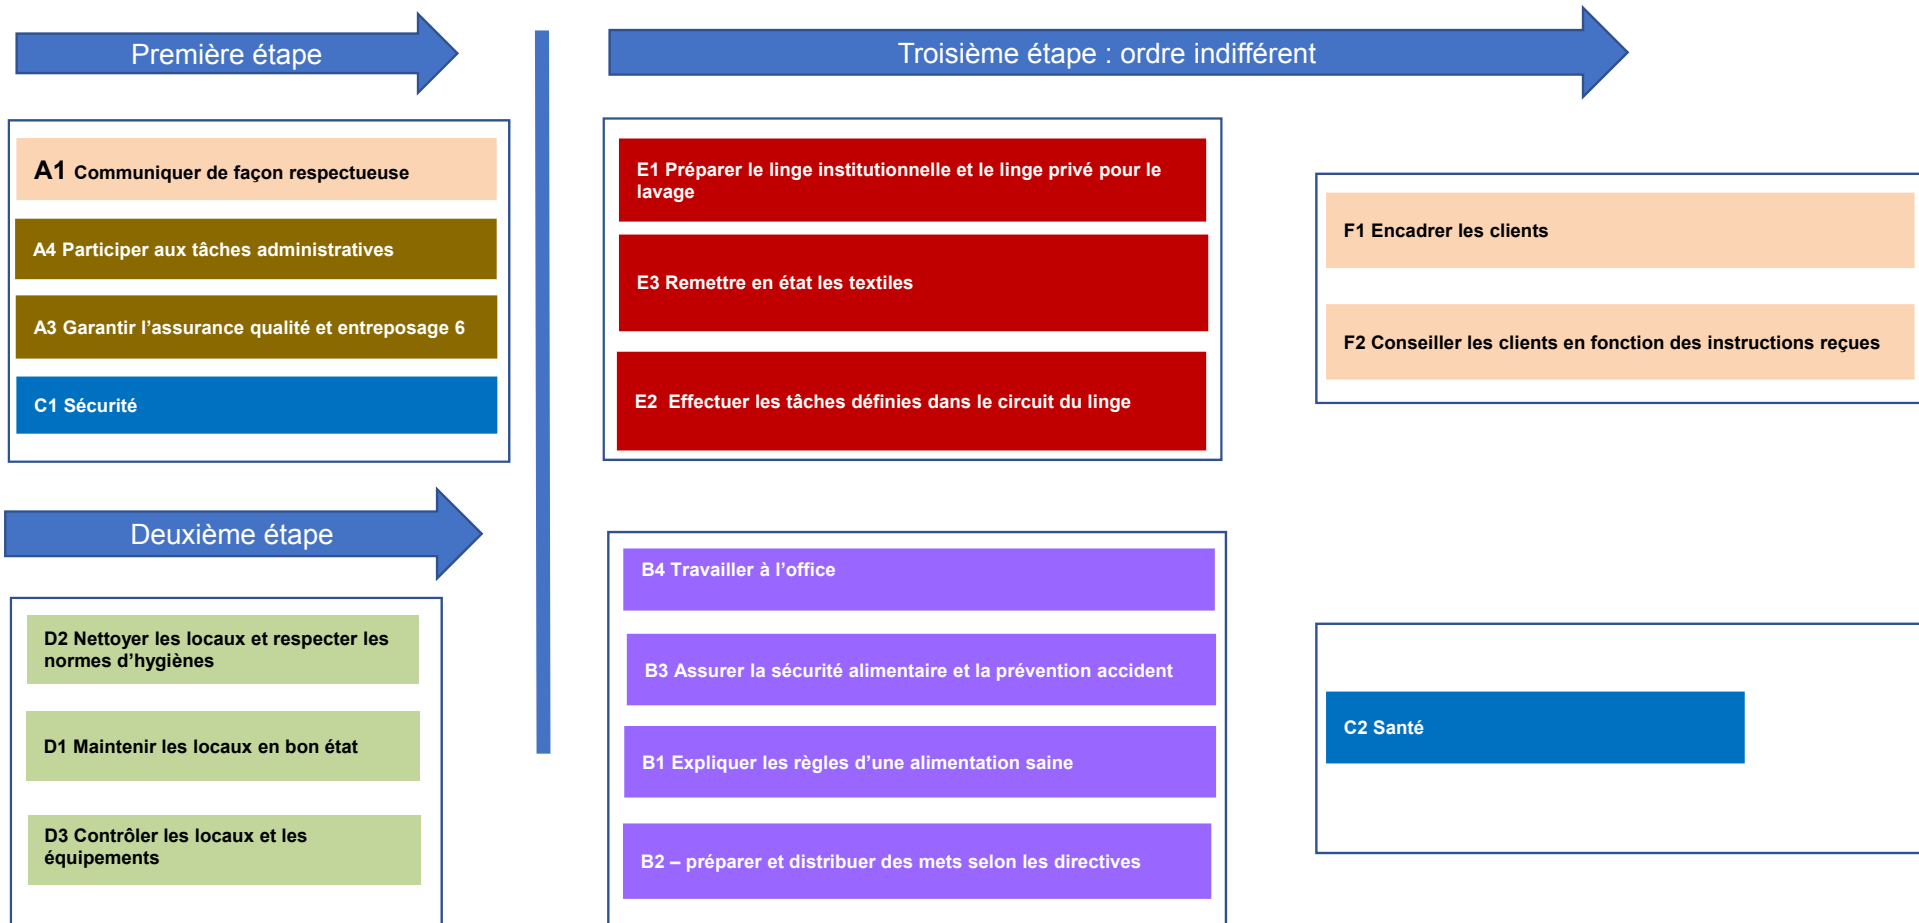 Première étape
A1 Communiquer de façon respectueuse
A4 Participer aux tâches administratives
A3 Garantir l’assurance qualité et entreposage 6
C1 Sécurité
Deuxième étape
D2 Nettoyer les locaux et respecter les
normes d’hygiènes
D1 Maintenir les locaux en bon état
D3 Contrôler les locaux et les
équipements
Troisième étape : ordre indifférent
E1 Préparer le linge institutionnelle et le linge privé pour le
lavage
E3 Remettre en état les textiles
E2 Effectuer les tâches définies dans le circuit du linge
B4 Travailler à l’office
B3 Assurer la sécurité alimentaire et la prévention accident
B1 Expliquer les règles d’une alimentation saine
B2 – préparer et distribuer des mets selon les directives
F1 Encadrer les clients
F2 Conseiller les clients en fonction des instructions reçues
C2 Santé